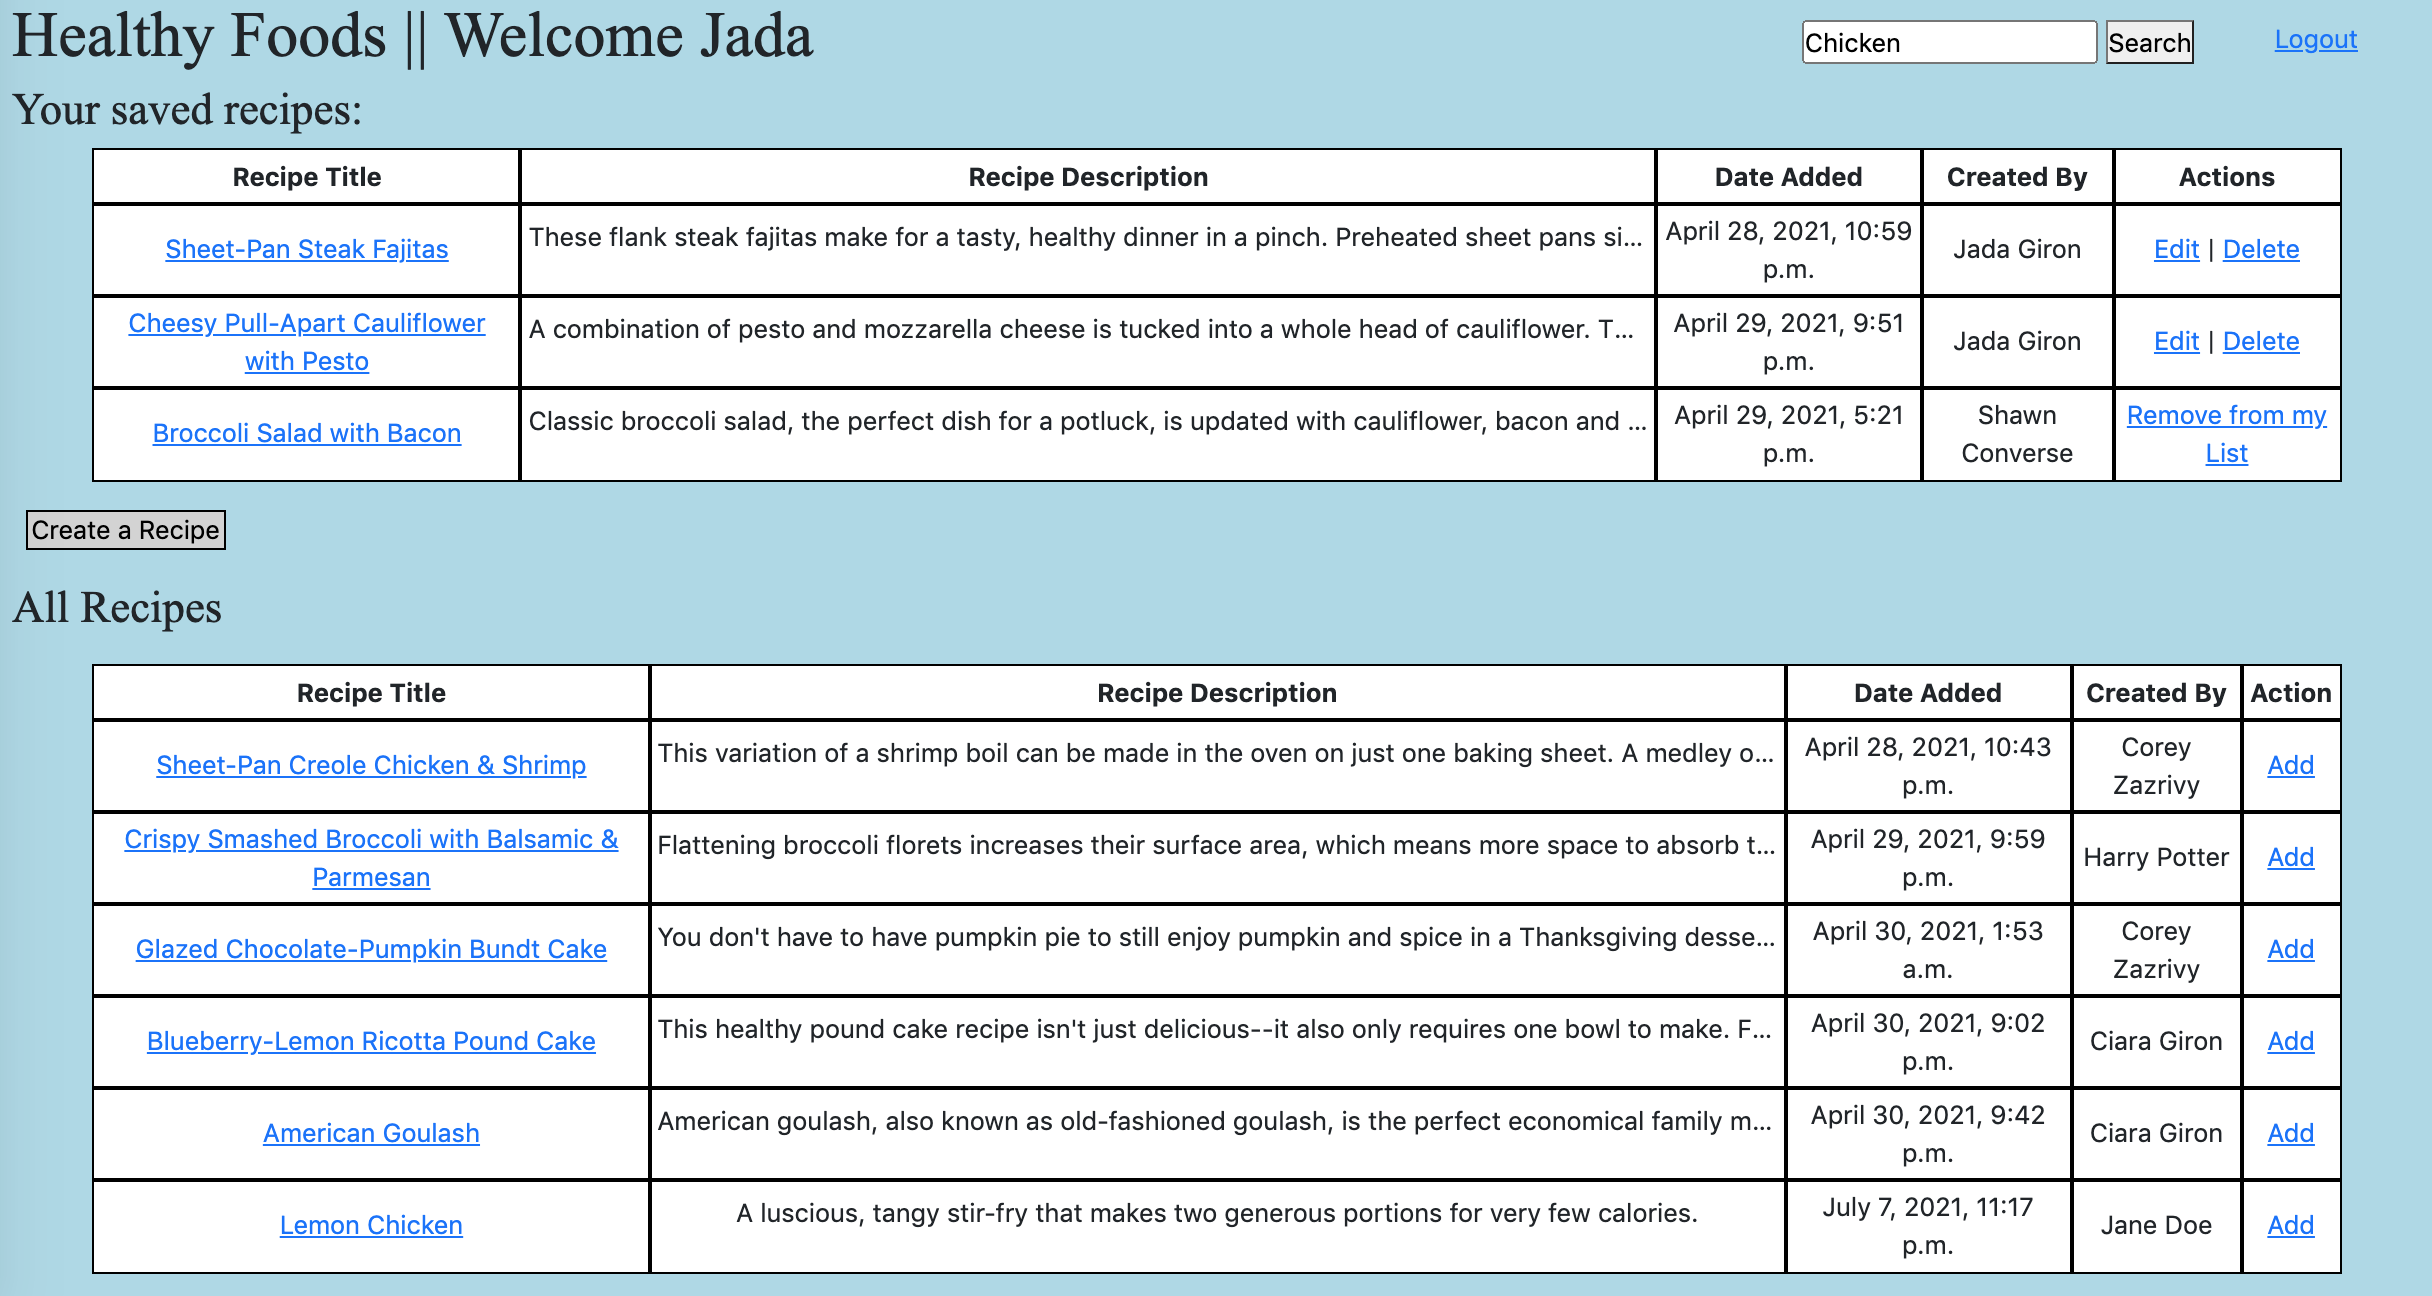 Healthy Foods || Welcome Jada
Chicken
Search
Logout
Your saved recipes:
Recipe Title
Recipe Description
Date Added
Created By
Actions
Sheet-Pan Steak Fajitas
These flank steak fajitas make for a tasty, healthy dinner in a pinch. Preheated sheet pans si...
April 28, 2021, 10:59
p.m.
Jada Giron
Edit | Delete
Cheesy Pull-Apart Cauliflower
with Pesto
A combination of pesto and mozzarella cheese is tucked into a whole head of cauliflower. T...
April 29, 2021, 9:51
p.m.
Jada Giron
Edit | Delete
Broccoli Salad with Bacon
Classic broccoli salad, the perfect dish for a potluck, is updated with cauliflower, bacon and ...
April 29, 2021, 5:21
p.m.
Shawn
Converse
Remove from my
List
Create a Recipe
All Recipes
Recipe Title
Recipe Description
Date Added
Created By
Action
Sheet-Pan Creole Chicken & Shrimp
This variation of a shrimp boil can be made in the oven on just one baking sheet. A medley o...
April 28, 2021, 10:43
p.m.
Corey
Zazrivy
Add
Crispy Smashed Broccoli with Balsamic &
Parmesan
Flattening broccoli florets increases their surface area, which means more space to absorb t...
April 29, 2021, 9:59
p.m.
Harry Potter
Add
Glazed Chocolate-Pumpkin Bundt Cake
You don't have to have pumpkin pie to still enjoy pumpkin and spice in a Thanksgiving desse...
April 30, 2021, 1:53
a.m.
Corey
Zazrivy
Add
Blueberry-Lemon Ricotta Pound Cake
This healthy pound cake recipe isn't just delicious--it also only requires one bowl to make. F...
April 30, 2021, 9:02
p.m.
Ciara Giron
Add
American Goulash
American goulash, also known as old-fashioned goulash, is the perfect economical family m...
April 30, 2021, 9:42
p.m.
Ciara Giron
Add
Lemon Chicken
A luscious, tangy stir-fry that makes two generous portions for very few calories.
July 7, 2021, 11:17
p.m.
Jane Doe
Add